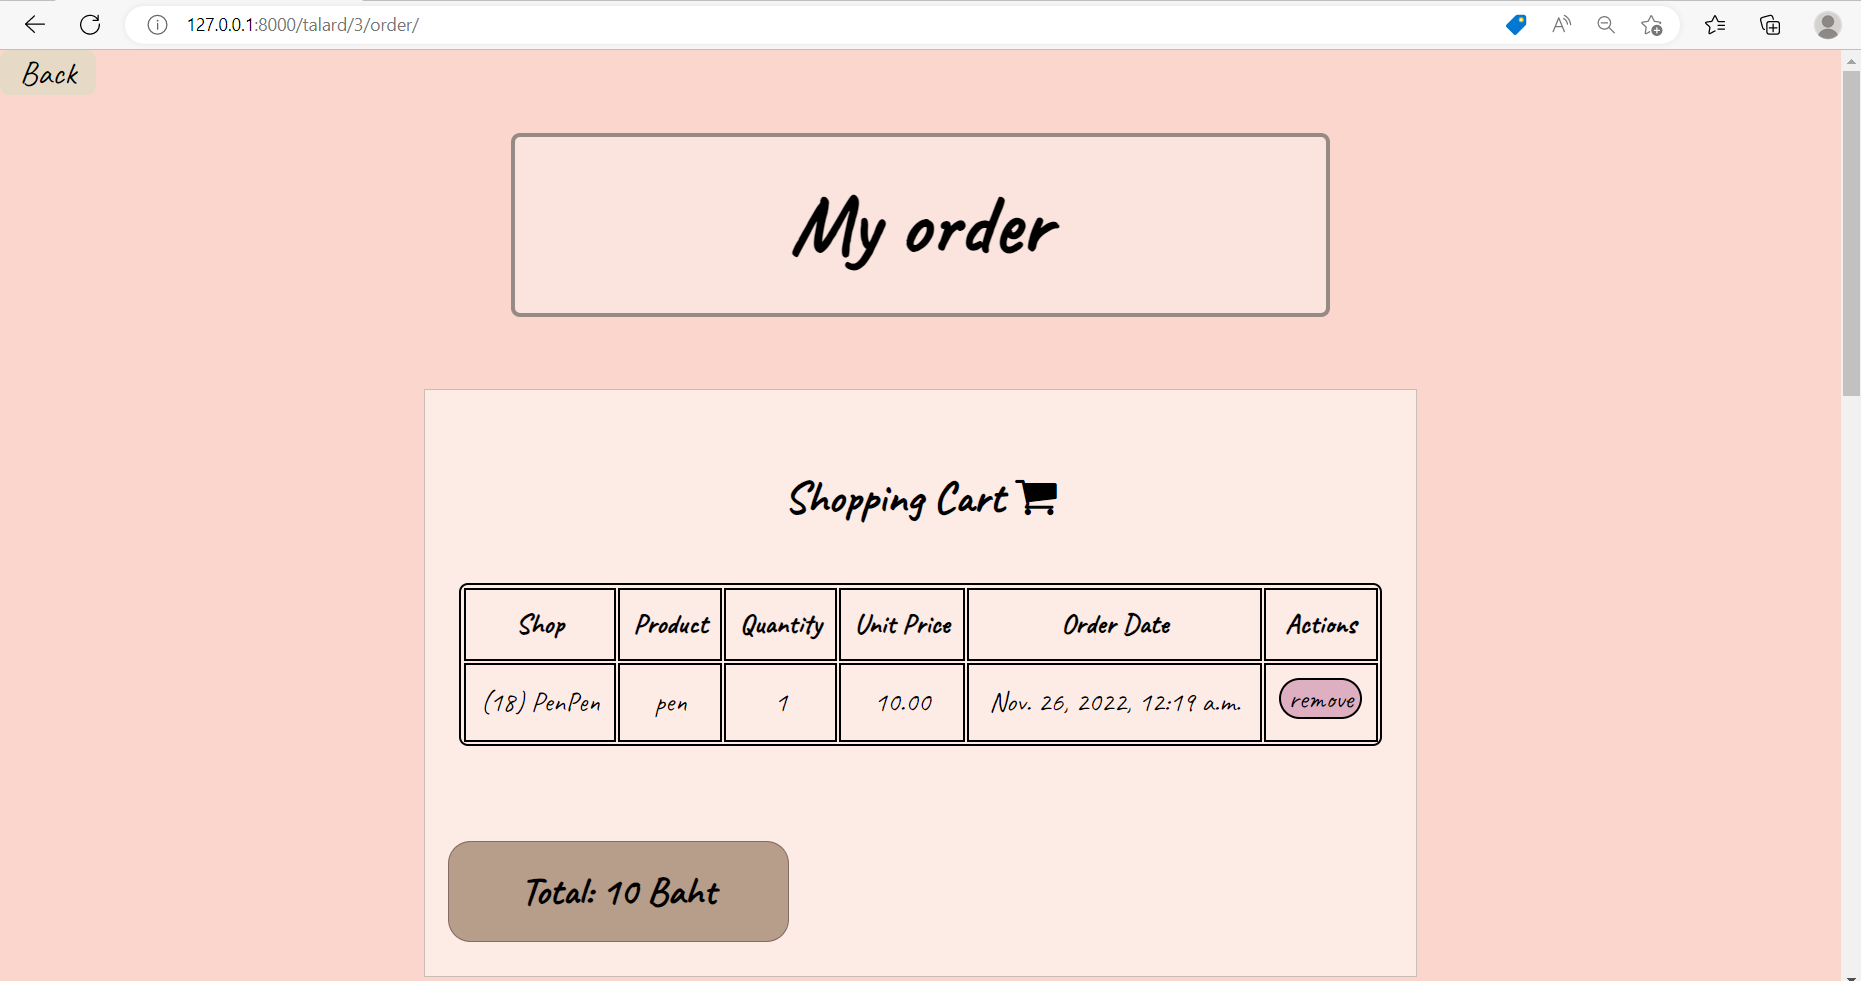 127.0.0.1:8000/talard/3/order/
Back
My order
Shopping Cart
Shop Product Quantity Unit Price Order Date Actions
(18) PenPen pen 1 10.00 Nov. 26, 2022, 12:19 a.m. remove
Total: 10 Baht